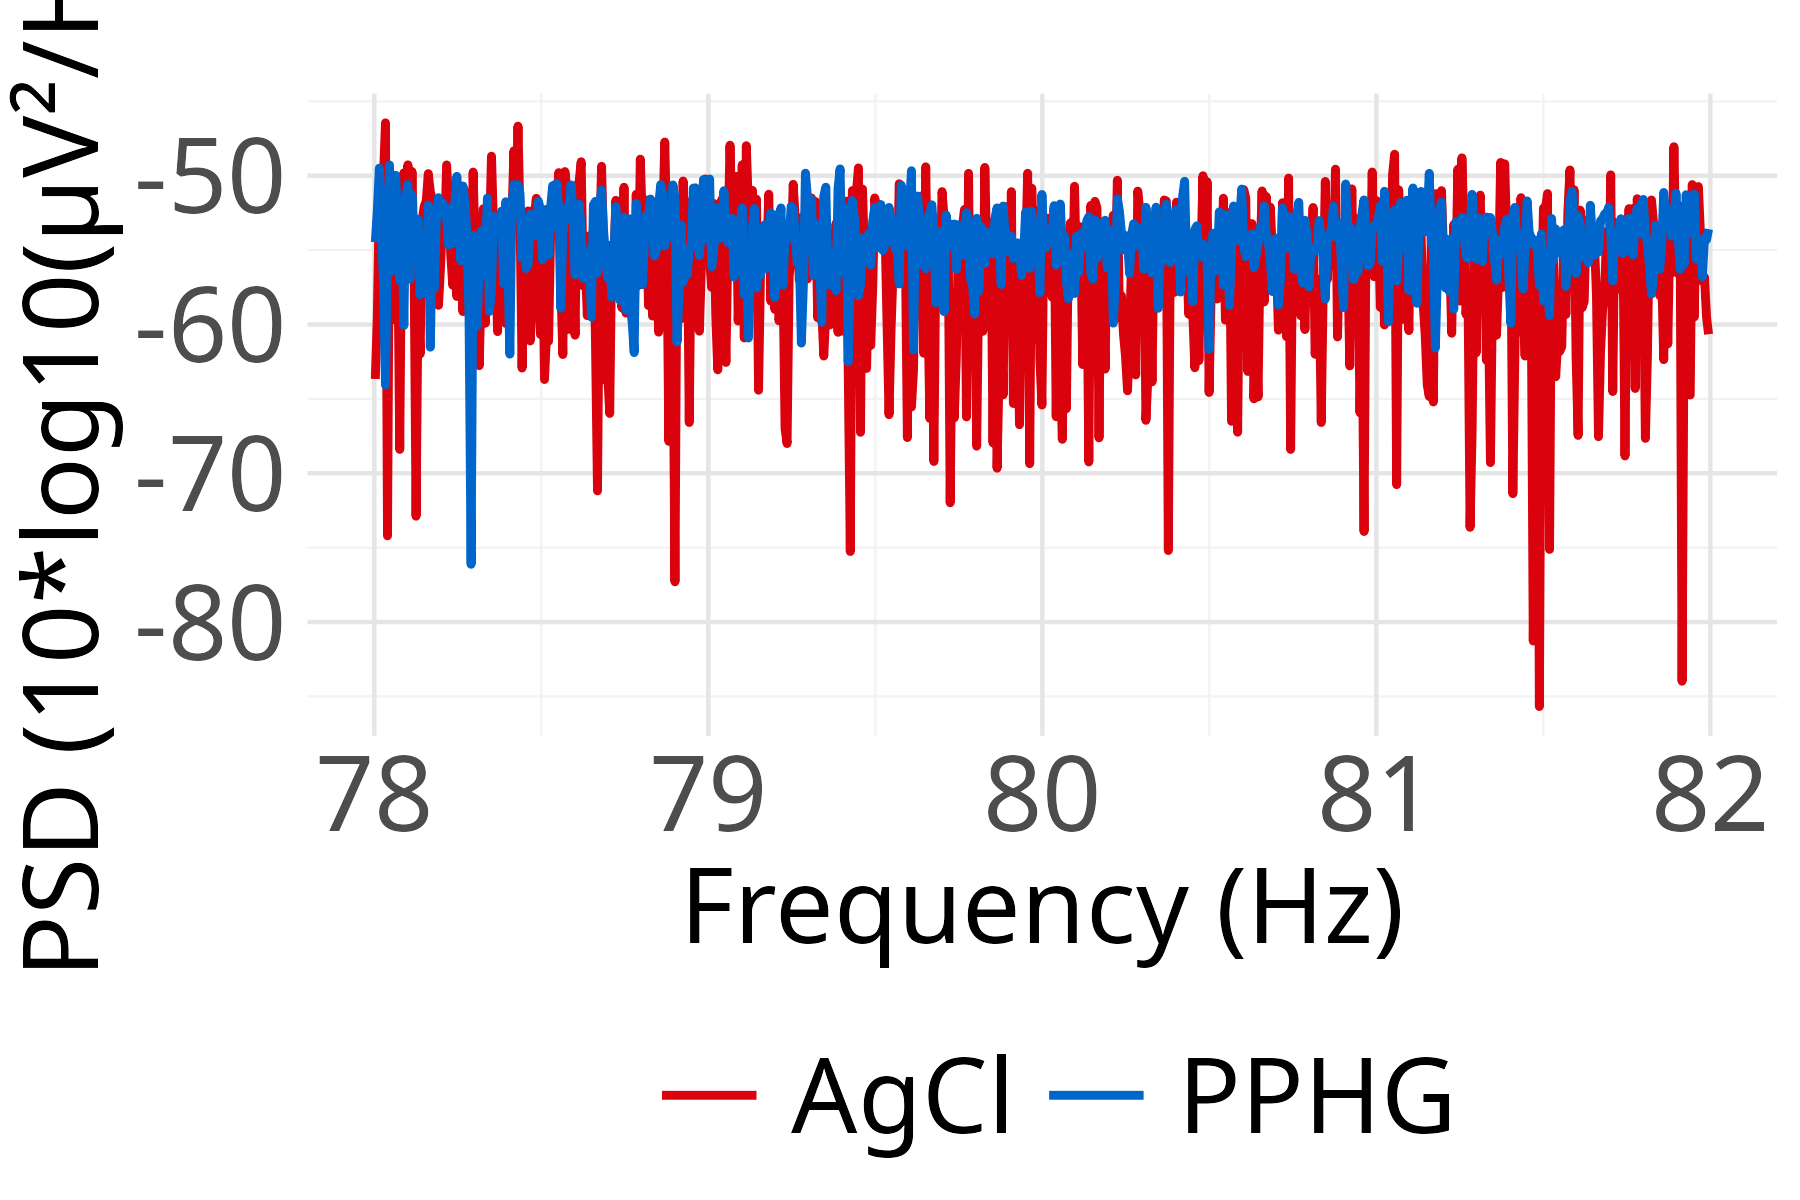 PSD (10*log10(μV²/H
-50
-60
-70
-80
78 79 80 81 82
Frequency (Hz)
AgCl PPHG